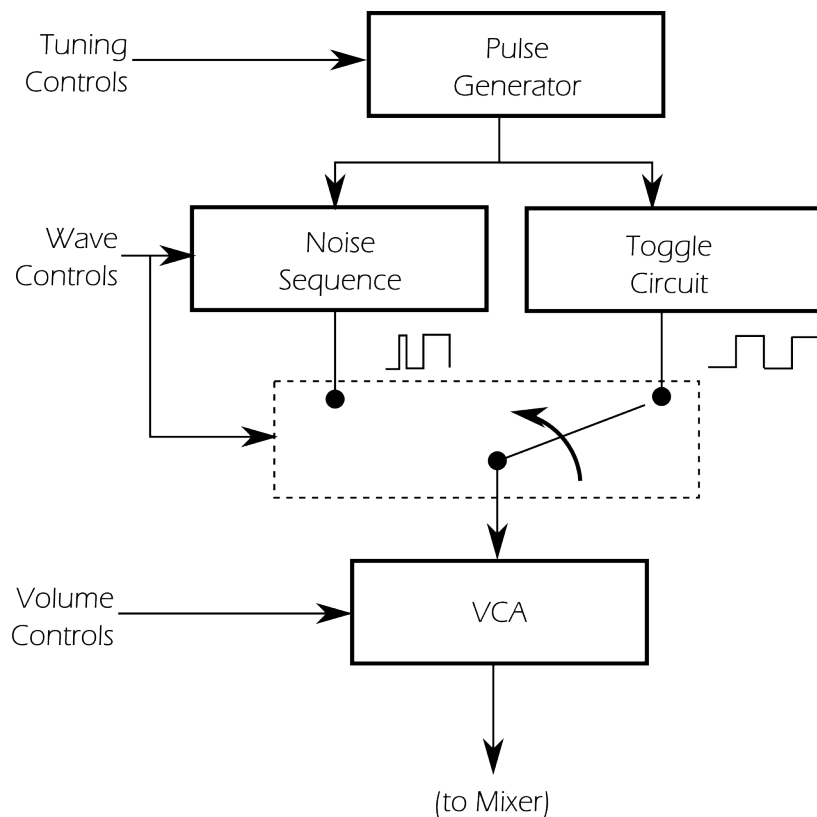 Tuning
Controls
Pulse
Generator
Wave
Controls
Noise
Sequence
Toggle
Circuit
Volume
Controls
VCA
(to Mixer)